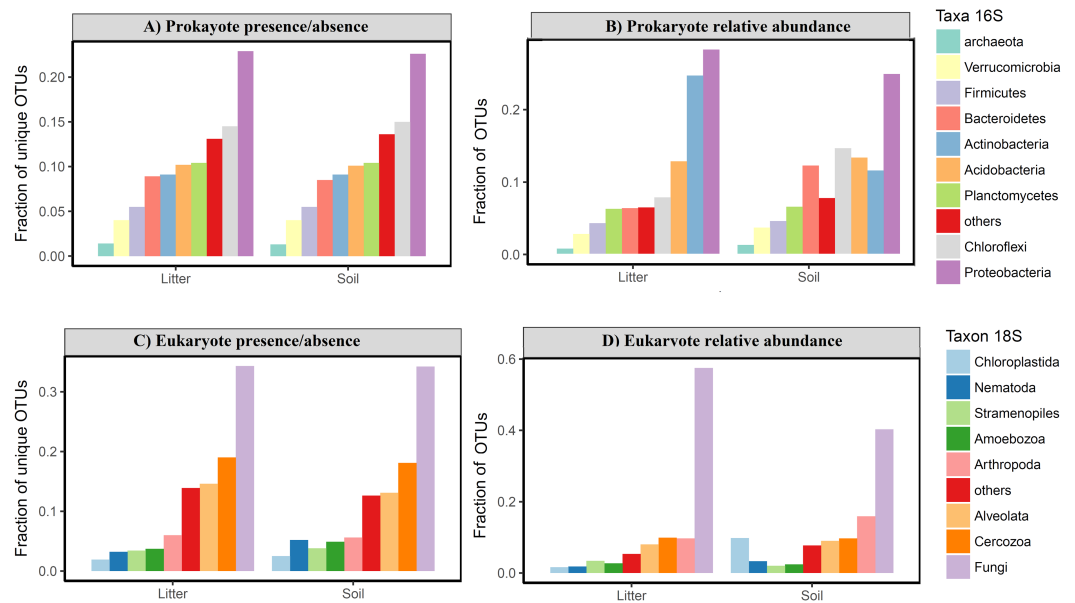 A) Prokayote presence/absence
Fraction of unique OTUs
0.20
0.15
0.10
0.05
0.00
Litter
Soil
B) Prokaryote relative abundance
Fraction of OTUs
0.2
0.1
0.0
Litter
Soil
Taxa 16S
archaeota
Verrucomicrobia
Firmicutes
Bacteroidetes
Actinobacteria
Acidobacteria
Planctomycetes
others
Chloroflexi
Proteobacteria
C) Eukaryote presence/absence
Fraction of unique OTUs
0.3
0.2
0.1
0.0
Litter
Soil
D) Eukarvote relative abundance
Fraction of OTUs
0.6
0.4
0.2
0.0
Litter
Soil
Taxon 18S
Chloroplastida
Nematoda
Stramenopiles
Amoebozoa
Arthropoda
others
Alveolata
Cercozoa
Fungi